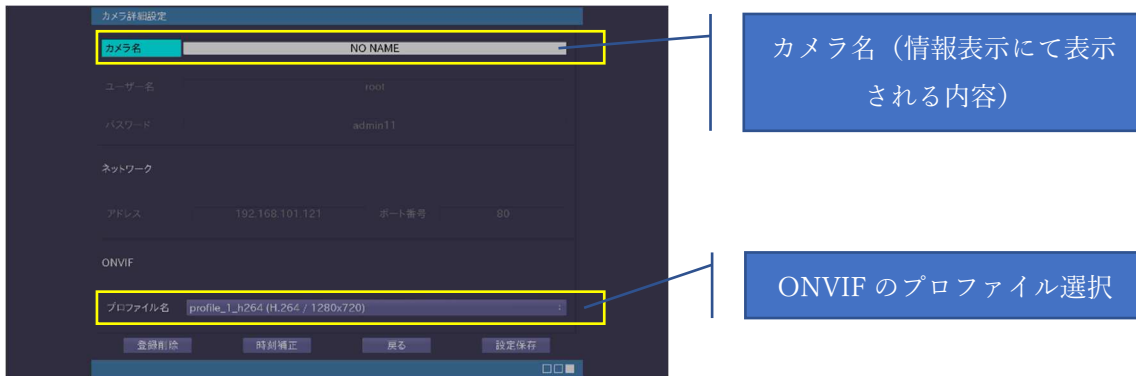 カメラ詳細設定
カメラ名 NO NAME
カメラ名（情報表示にて表示
される内容）
ユーザー名 root
パスワード admin11
ネットワーク
アドレス 192.168.101.121 ポート番号 80
ONVIF
ONVIF のプロファイル選択
プロファイル名 profile_1_h264 (H.264 / 1280x720)
登録削除 時刻補正 戻る 設定保存